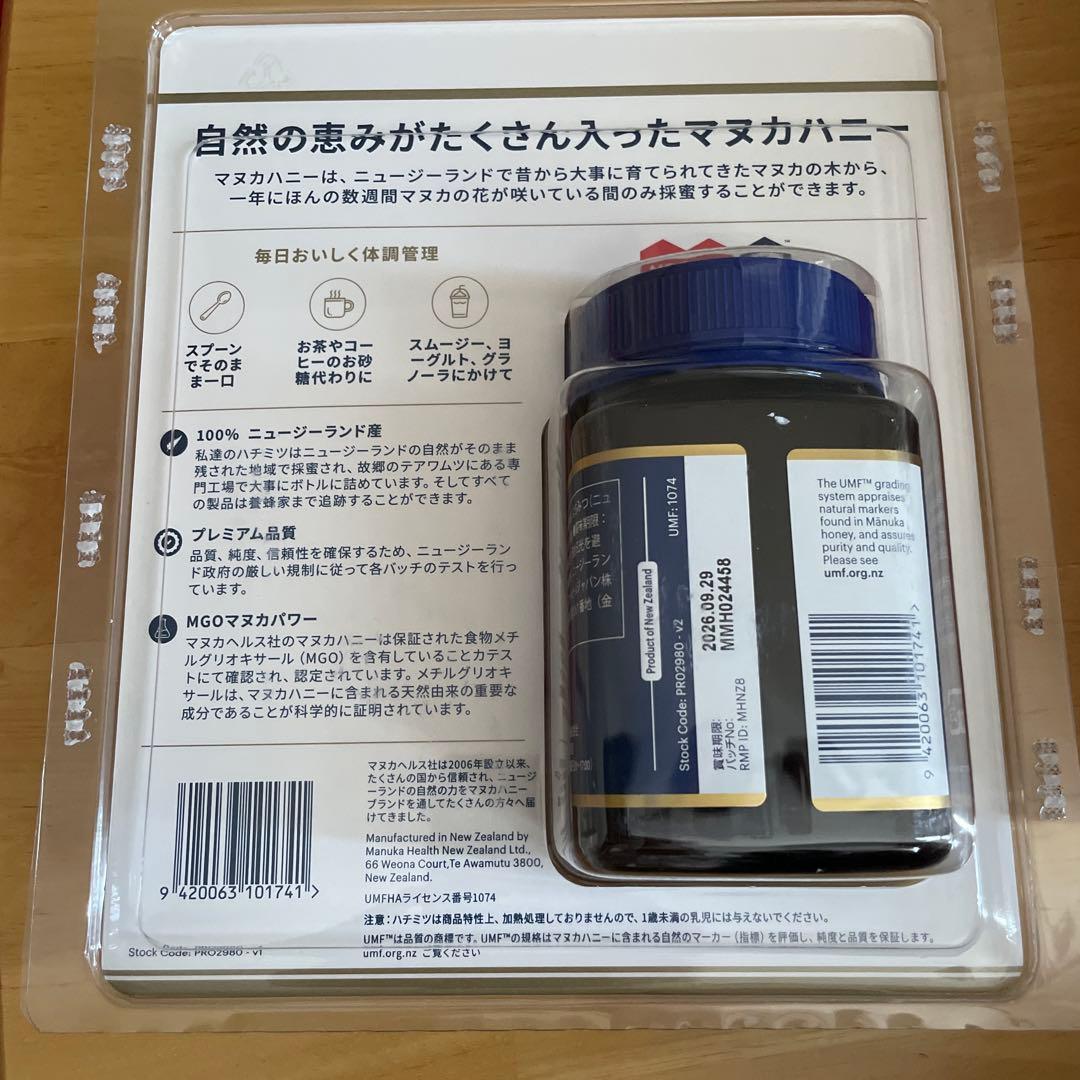 自然の恵みがたくさん入ったマヌカハニー
マヌカハニーは、ニュージーランドで昔から大事に育てられてきたマヌカの木から、
一年にほんの数週間マヌカの花が咲いている間のみ採蜜することができます。
毎日おいしく体調管理
スプーン
でそのま
ま一口
お茶やコー
ヒーのお砂
糖代わりに
スムージー、ヨ
ーグルト、グラ
ノーラにかけて
100% ニュージーランド産
私達のハチミツはニュージーランドの自然がそのまま
残された地域で採蜜され、故郷のテアワムツにある専
門工場で大事にボトルに詰めています。そしてすべて
の製品は養蜂家まで追跡することができます。
プレミアム品質
品質、純度、信頼性を確保するため、ニュージーラン
ド政府の厳しい規制に従って各バッチのテストを行っ
ています。
MGOマヌカパワー
マヌカヘルス社のマヌカハニーは保証された食物メチ
ルグリオキサール（MGO）を含有していることカテス
トにて確認され、認定されています。メチルグリオキ
サールは、マヌカハニーに含まれる天然由来の重要な
成分であることが科学的に証明されています。
マヌカヘルス社は2006年設立以来、
たくさんの国から信頼され、ニュージ
ーランドの自然の力をマヌカハニー
ブランドを通してたくさんの方々へ届
けてきました。
Manufactured in New Zealand by
Manuka Health New Zealand Ltd.,
66 Weona Court,Te Awamutu 3800,
New Zealand.
UMFHAライセンス番号1074
注意：ハチミツは商品特性上、加熱処理しておりませんので、1歳未満の乳児には与えないでください。
UMF™は品質の商標です。UMF™の規格はマヌカハニーに含まれる自然のマーカー（指標）を評価し、純度と品質を保証します。
umf.org.nz ご覧ください
9 420063 101741 >
Stock Code: PRO2980 - v1
みつ(ニュ
味期限：
光を避
ージーラン
ジャパン株
番地（金
Product of New Zealand
UMF: 1074
Stock Code: PRO2980 - v2
2026.09.29
MMH024458
賞味期限:
バッチNo:
RMP ID: MHNZ8
The UMF™ grading
system appraises
natural markers
found in Mānuka
honey, and assures
purity and quality.
Please see
umf.org.nz
9 420063 101741 >